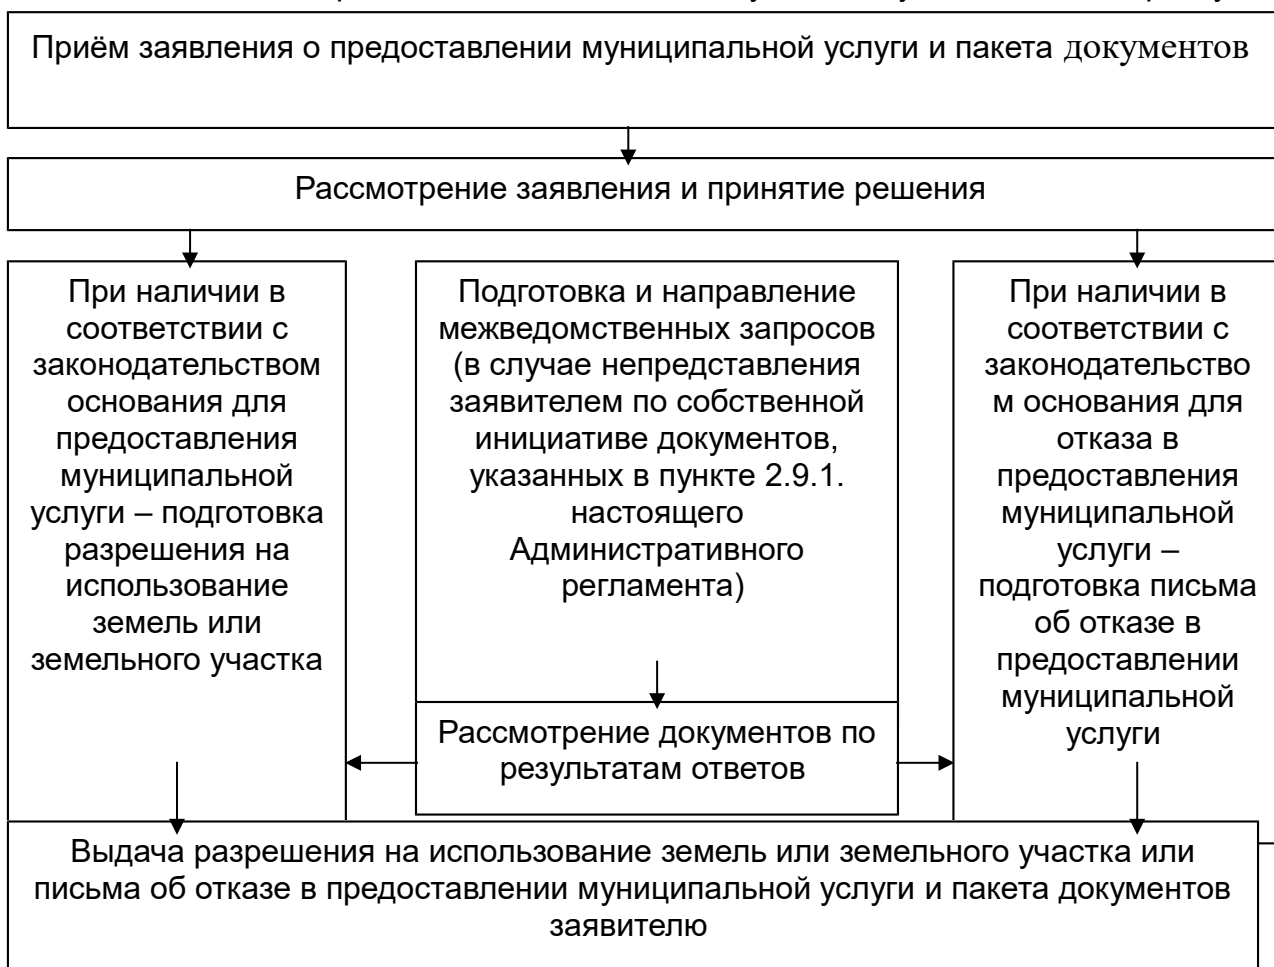 Приём заявления о предоставлении муниципальной услуги и пакета документов
Рассмотрение заявления и принятие решения
При наличии в
соответствии с
законодательством
основания для
предоставления
муниципальной
услуги – подготовка
разрешения на
использование
земель или
земельного участка
Подготовка и направление
межведомственных запросов
(в случае непредставления
заявителем по собственной
инициативе документов,
указанных в пункте 2.9.1.
настоящего
Административного
регламента)
Рассмотрение документов по
результатам ответов
При наличии в
соответствии с
законодательство
м основания для
отказа в
предоставления
муниципальной
услуги –
подготовка письма
об отказе в
предоставлении
муниципальной
услуги
Выдача разрешения на использование земель или земельного участка или
письма об отказе в предоставлении муниципальной услуги и пакета документов
заявителю